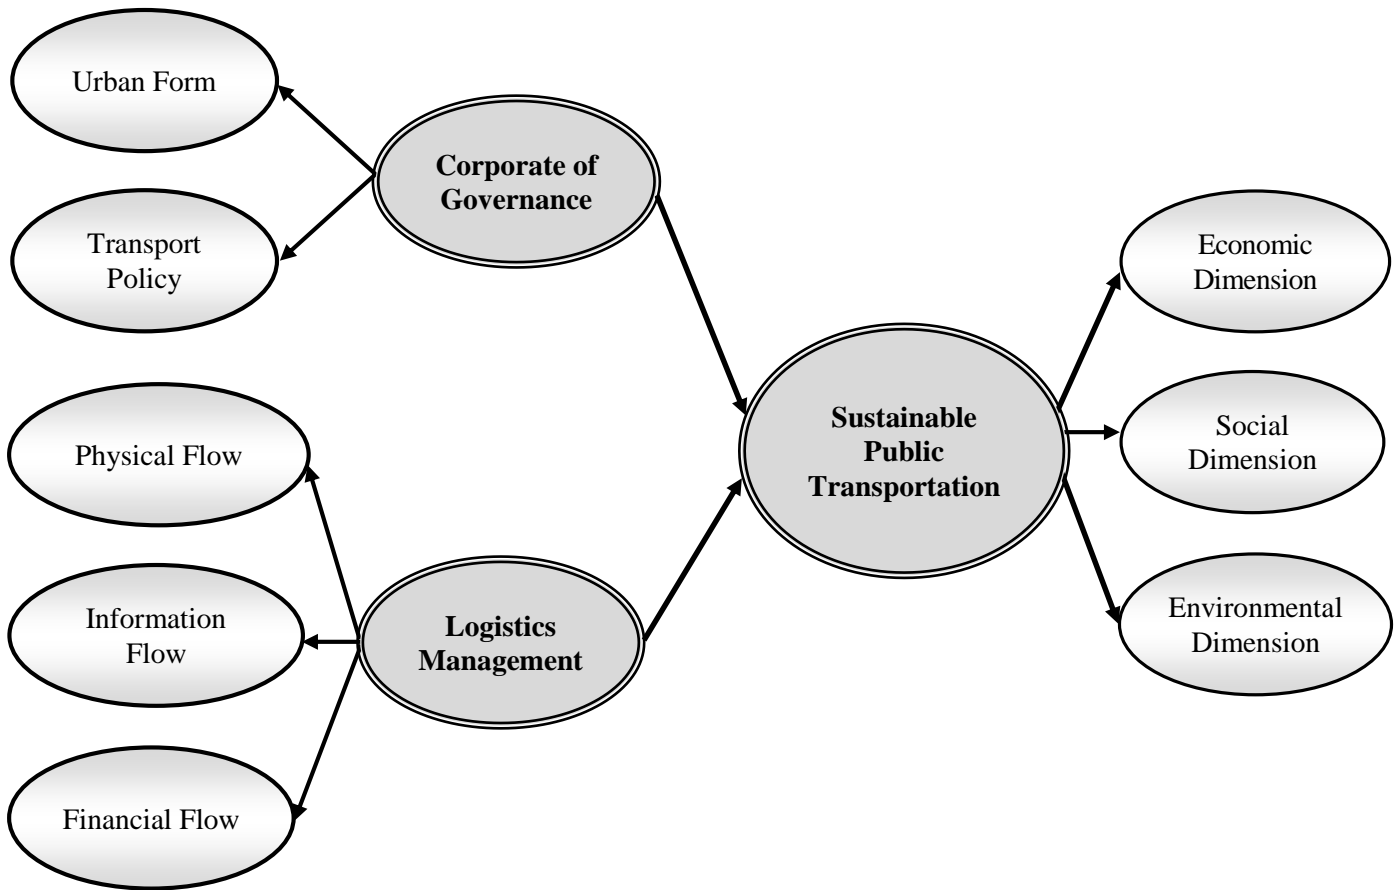 Urban Form
Transport
Policy
Corporate of
Governance
Physical Flow
Information
Flow
Financial Flow
Logistics
Management
Sustainable
Public
Transportation
Economic
Dimension
Social
Dimension
Environmental
Dimension